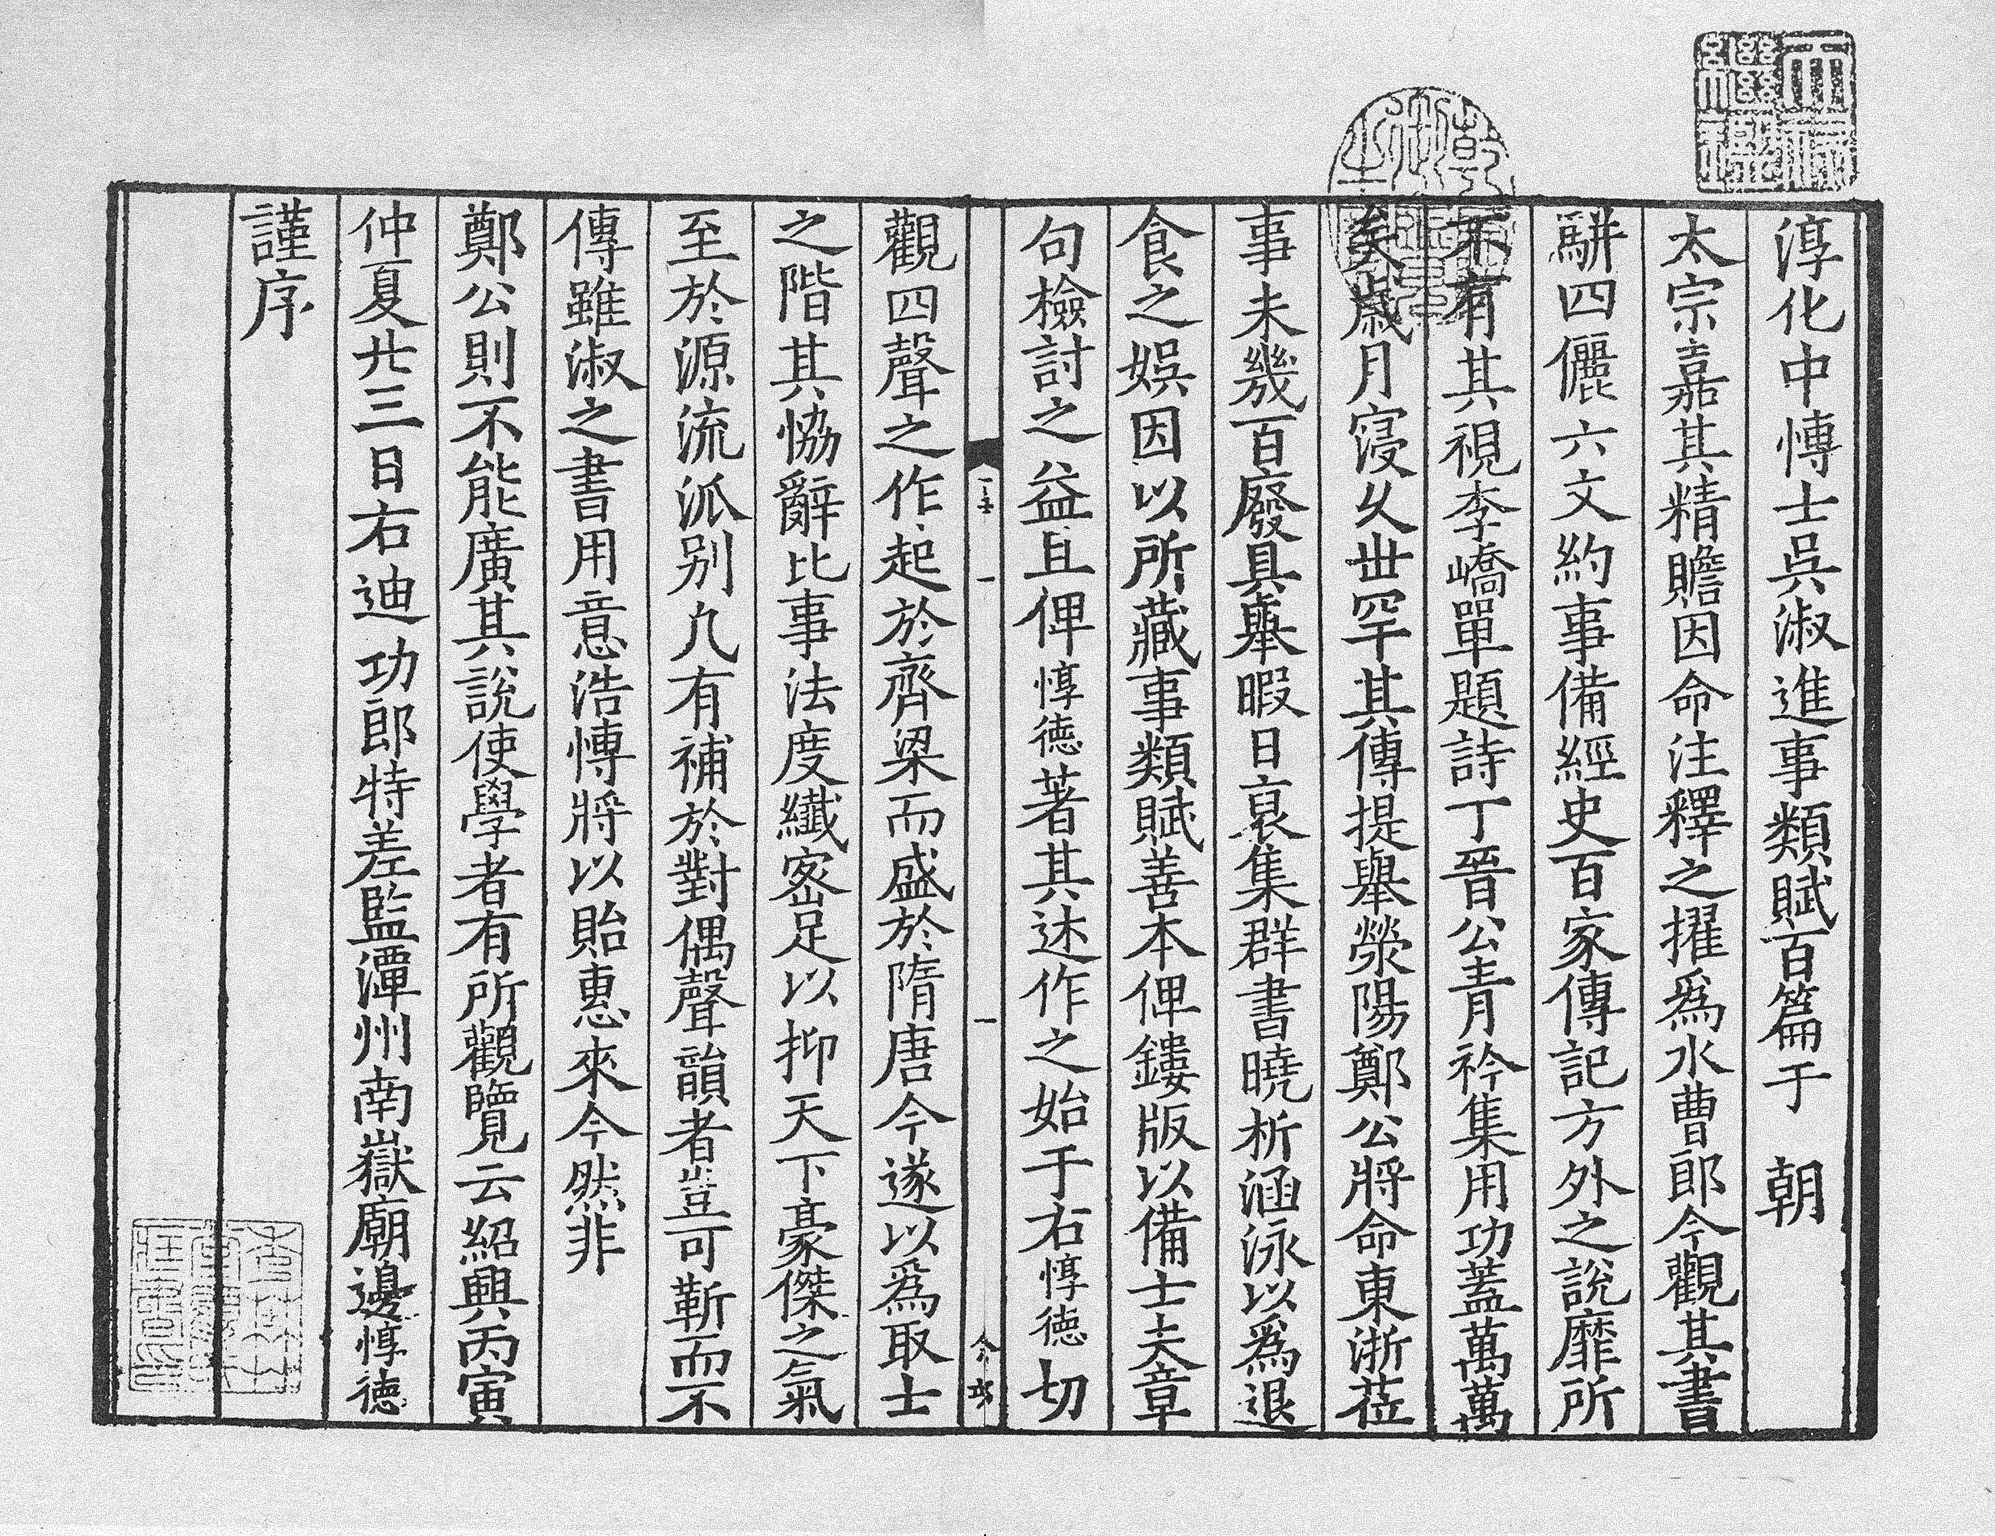 淳化中博士吳淑進事類賦百篇于　朝
太宗嘉其精贍因命注釋之擢爲水曹郎今觀其書
駢四儷六文約事備經史百家傳記方外之說靡所
不有其視李嶠單題詩丁晉公青衿集用功蓋萬萬
矣歲月寖久丗罕其傳提舉滎陽鄭公將命東浙莅
事未幾百廢具舉暇日裒集群書曉析涵泳以爲退
食之娛因以所藏事類賦善本俾鏤版以備士夫章
句檢討之益且俾惇德著其述作之始于右惇德切
一
一
觀四聲之作起於齊梁而盛於隋唐今遂以爲取士
之階其恊辭比事法度纖宻足以抑天下豪傑之氣
至於源流派別凡有補於對偶聲韻者豈可靳而不
傳雖淑之書用意浩博將以貽惠來今然非
鄭公則不能廣其說使學者有所觀覽云紹興丙寅
仲夏廿三日右迪功郎特差監潭州南嶽廟邊惇德
謹序